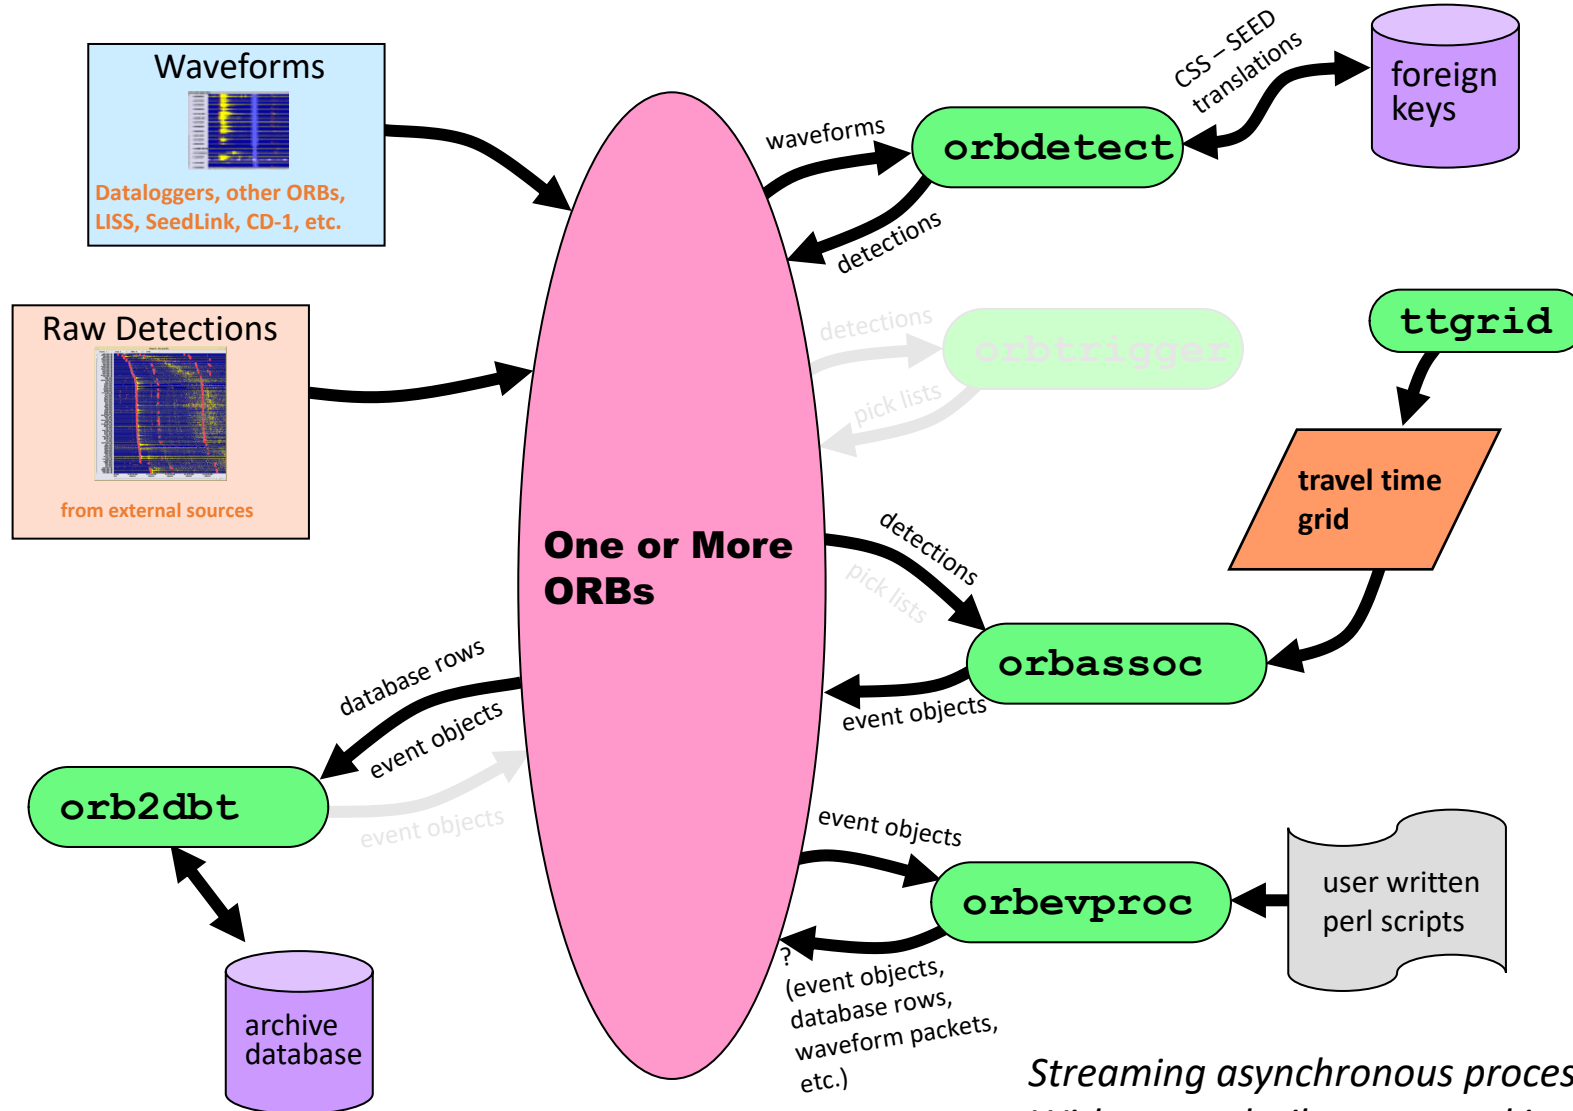 Waveforms
Dataloggers, other ORBs,
LISS, SeedLink, CD-1, etc.
Raw Detections
from external sources
One or More
ORBs
waveforms
detections
orbdetect
CSS – SEED
translations
foreign
keys
detections
pick lists
orbtrigger
ttgrid
travel time
grid
detections
pick lists
orbassoc
event objects
database rows
event objects
event objects
orb2dbt
archive
database
event objects
orbevproc
user written
perl scripts
?
(event objects,
database rows,
waveform packets,
etc.)
Streaming asynchronous proces